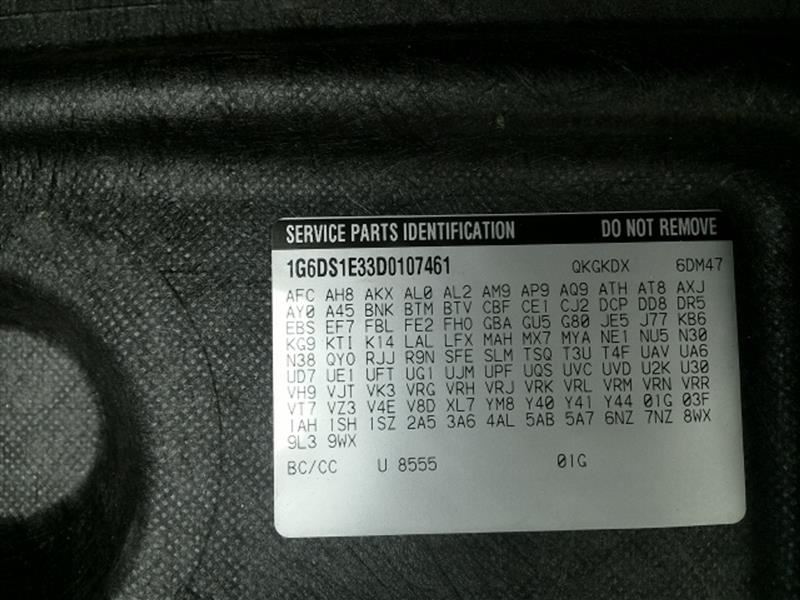 SERVICE PARTS IDENTIFICATION DO NOT REMOVE
1G6DS1E33D0107461 QKGKDX 6DM47
AFC AH8 AKX AL0 AL2 AM9 AP9 AQ9 ATH AT8 AXJ
AY0 A45 BNK BTM BTV CBF CE1 CJ2 DCP DD8 DR5
EBS EF7 FBL FE2 FHO GBA GU5 G80 JE5 J77 KB6
KG9 KTI K14 LAL LFX MAH MX7 MYA NE1 NU5 N30
N38 QYO RJJ R9N SFE SLM TSQ T3U T4F UAV UA6
UD7 UE1 UFT UG1 UJM UPF UQS UVC UVD U2K U30
VH9 VJT VK3 VRG VRH VRJ VRK VRL VRM VRN VRR
VT7 VZ3 V4E V8D XL7 YM8 Y40 Y41 Y44 01G 03F
1AH 1SH 1SZ 2A5 3A6 4AL 5AB 5A7 6NZ 7NZ 8WX
9L3 9WX
BC/CC U 8555 01G